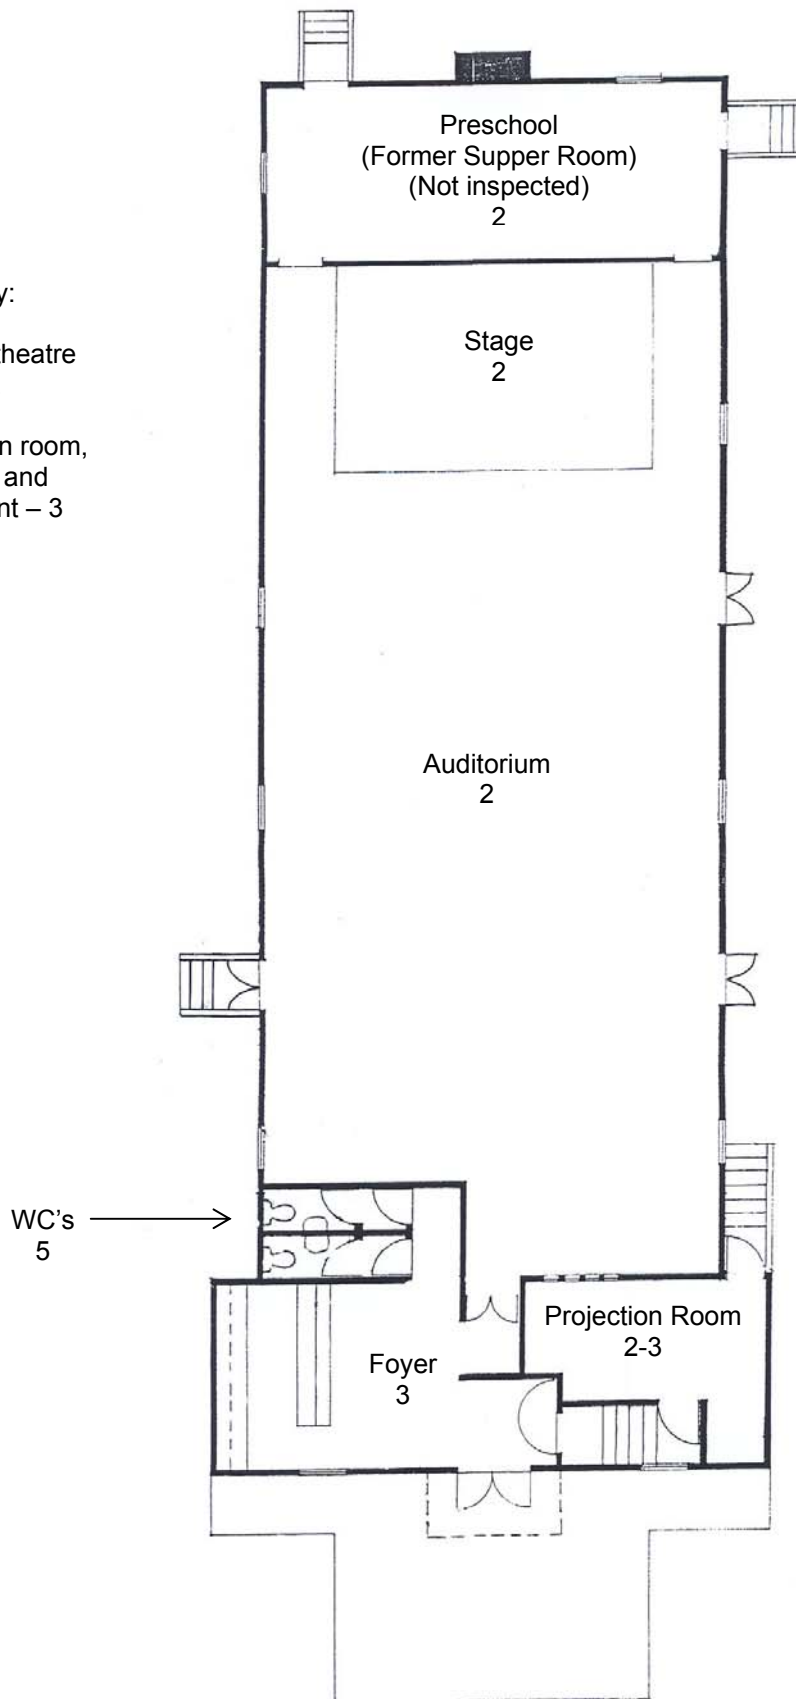 Preschool
(Former Supper Room)
(Not inspected)
2
y:
Stage
2
theatre
n room,
and
nt – 3
Auditorium
2
WC's
5
Projection Room
2-3
Foyer
3